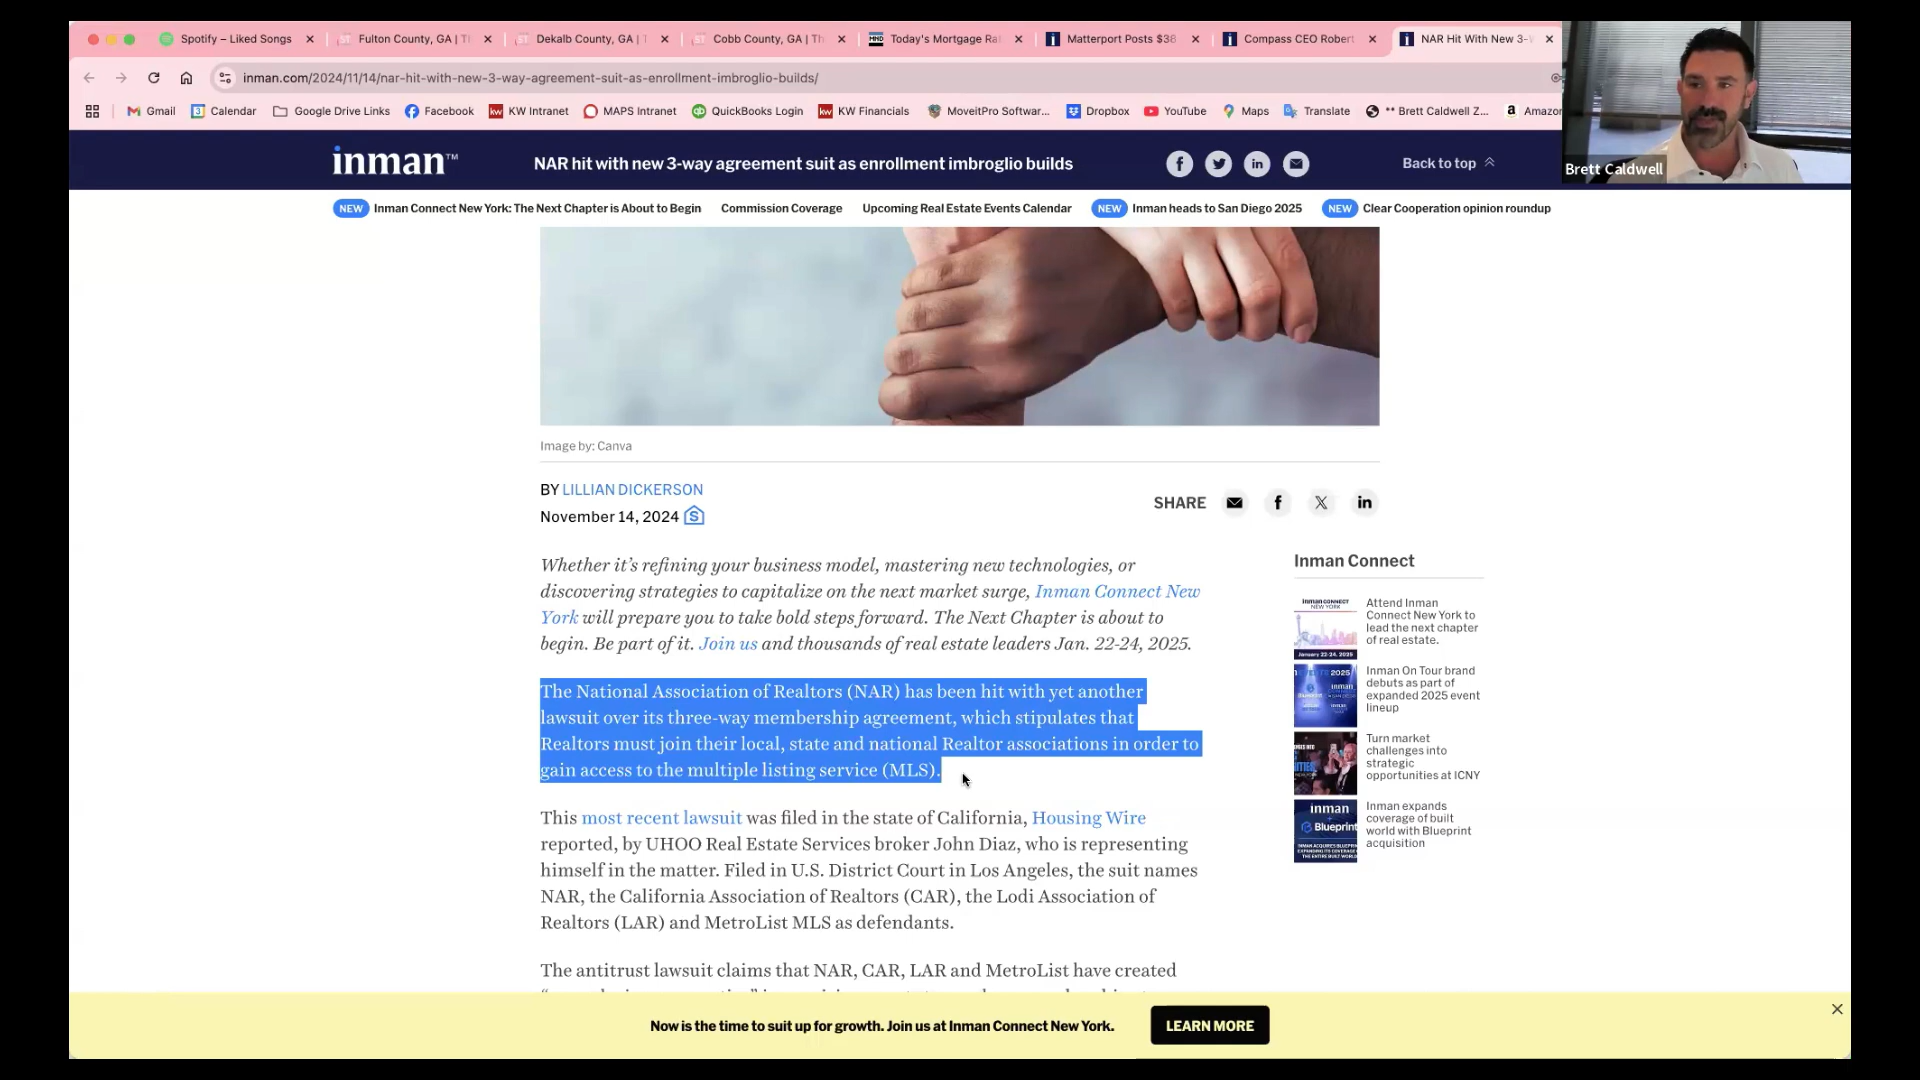 Spotify – Liked Songs
Fulton County, GA | T
Dekalb County, GA |
Cobb County, GA | Th
Today's Mortgage Ra
Matterport Posts $38
Compass CEO Robert
NAR Hit With New 3-
inman.com/2024/11/14/nar-hit-with-new-3-way-agreement-suit-as-enrollment-imbroglio-builds/
Gmail
Calendar
Google Drive Links
Facebook
KW Intranet
MAPS Intranet
QuickBooks Login
KW Financials
MoveitPro Softwar...
Dropbox
YouTube
Maps
Translate
** Brett Caldwell Z...
Amazon
Brett Caldwell
inman™
NAR hit with new 3-way agreement suit as enrollment imbroglio builds
Back to top
NEW Inman Connect New York: The Next Chapter is About to Begin
Commission Coverage
Upcoming Real Estate Events Calendar
NEW Inman heads to San Diego 2025
NEW Clear Cooperation opinion roundup
Image by: Canva
BY LILLIAN DICKERSON
November 14, 2024
SHARE
Whether it's refining your business model, mastering new technologies, or
discovering strategies to capitalize on the next market surge, Inman Connect New
York will prepare you to take bold steps forward. The Next Chapter is about to
begin. Be part of it. Join us and thousands of real estate leaders Jan. 22-24, 2025.
The National Association of Realtors (NAR) has been hit with yet another
lawsuit over its three-way membership agreement, which stipulates that
Realtors must join their local, state and national Realtor associations in order to
gain access to the multiple listing service (MLS).
This most recent lawsuit was filed in the state of California, Housing Wire
reported, by UHOO Real Estate Services broker John Diaz, who is representing
himself in the matter. Filed in U.S. District Court in Los Angeles, the suit names
NAR, the California Association of Realtors (CAR), the Lodi Association of
Realtors (LAR) and MetroList MLS as defendants.
The antitrust lawsuit claims that NAR, CAR, LAR and MetroList have created
Inman Connect
Attend Inman
Connect New York to
lead the next chapter
of real estate.
Inman On Tour brand
debuts as part of
expanded 2025 event
lineup
Turn market
challenges into
strategic
opportunities at ICNY
Inman expands
coverage of built
world with Blueprint
acquisition
Now is the time to suit up for growth. Join us at Inman Connect New York.
LEARN MORE